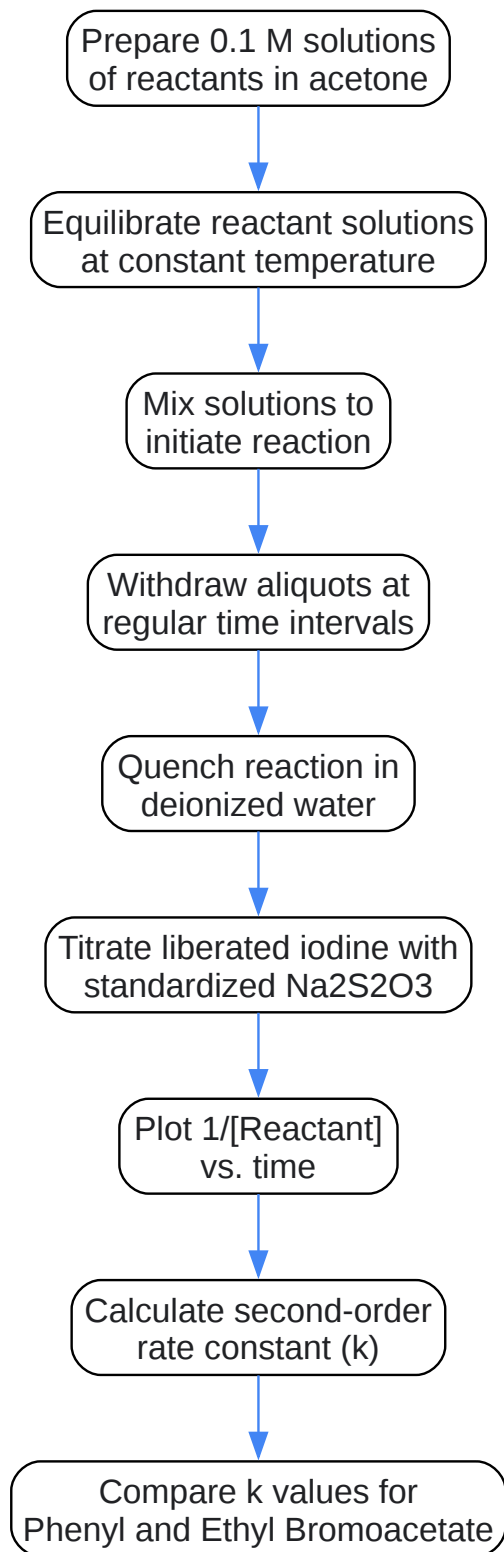 Prepare 0.1 M solutions
of reactants in acetone
Equilibrate reactant solutions
at constant temperature
Mix solutions to
initiate reaction
Withdraw aliquots at
regular time intervals
Quench reaction in
deionized water
Titrate liberated iodine with
standardized Na2S2O3
Plot 1/[Reactant]
vs. time
Calculate second-order
rate constant (k)
Compare k values for
Phenyl and Ethyl Bromoacetate